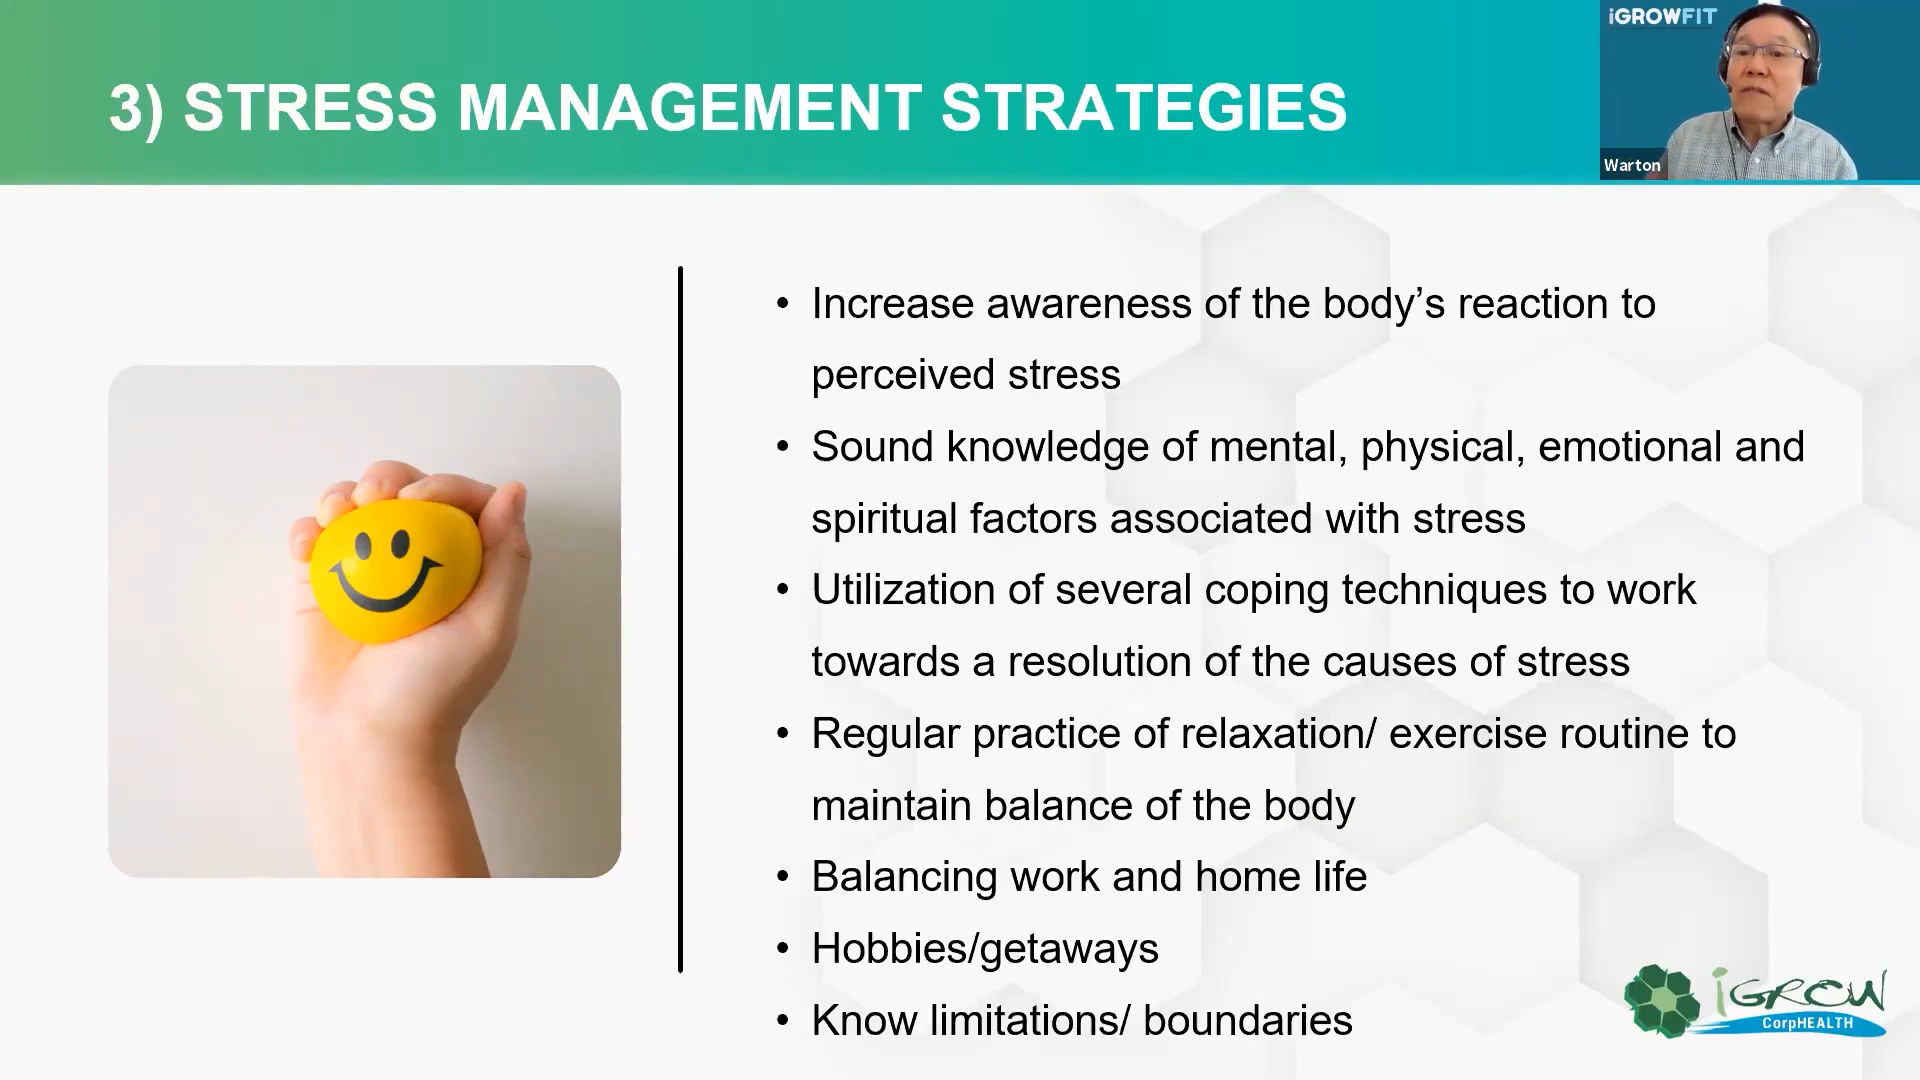 3) STRESS MANAGEMENT STRATEGIES
iGROWFIT
Warton
• Increase awareness of the body’s reaction to
perceived stress
• Sound knowledge of mental, physical, emotional and
spiritual factors associated with stress
• Utilization of several coping techniques to work
towards a resolution of the causes of stress
• Regular practice of relaxation/ exercise routine to
maintain balance of the body
• Balancing work and home life
• Hobbies/getaways
• Know limitations/ boundaries
iGROW
CorpHEALTH